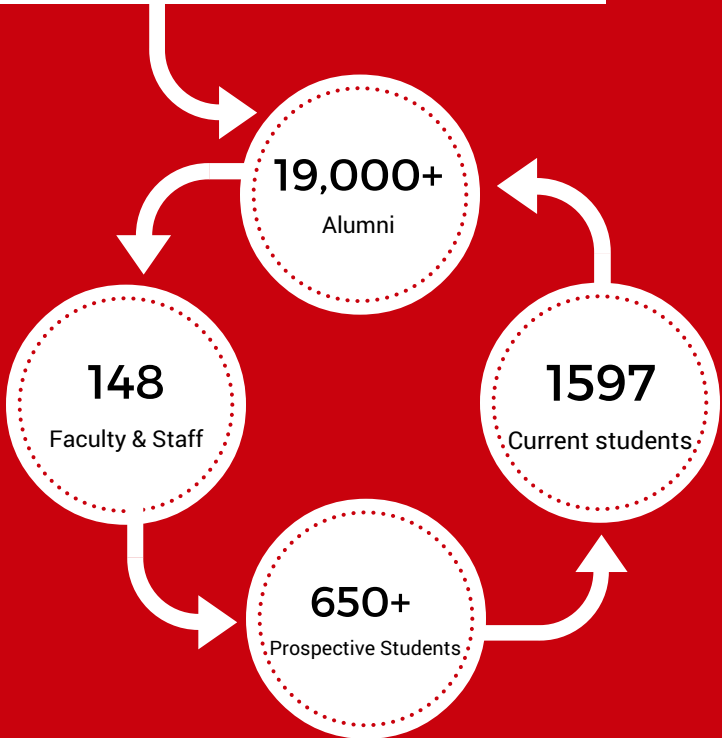 19,000+
Alumni
148
Faculty & Staff
1597
Current students
650+
Prospective Students